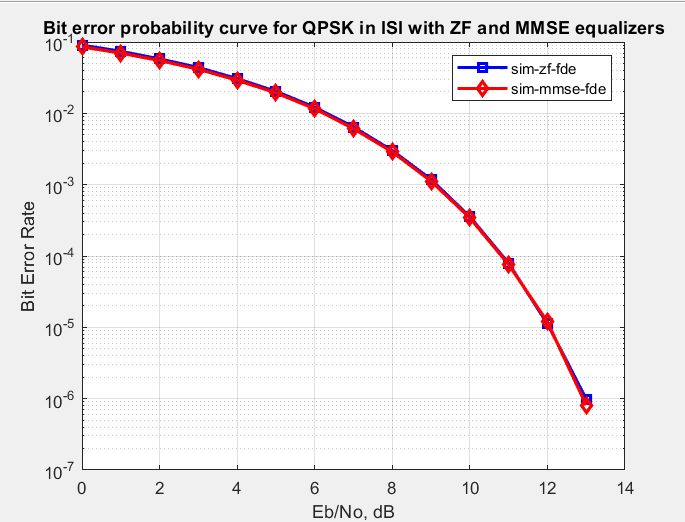 Bit error probability curve for QPSK in ISI with ZF and MMSE equalizers
sim-zf-fde
sim-mmse-fde
10^-1
10^-2
10^-3
10^-4
10^-5
10^-6
10^-7
Bit Error Rate
0 2 4 6 8 10 12 14
Eb/No, dB